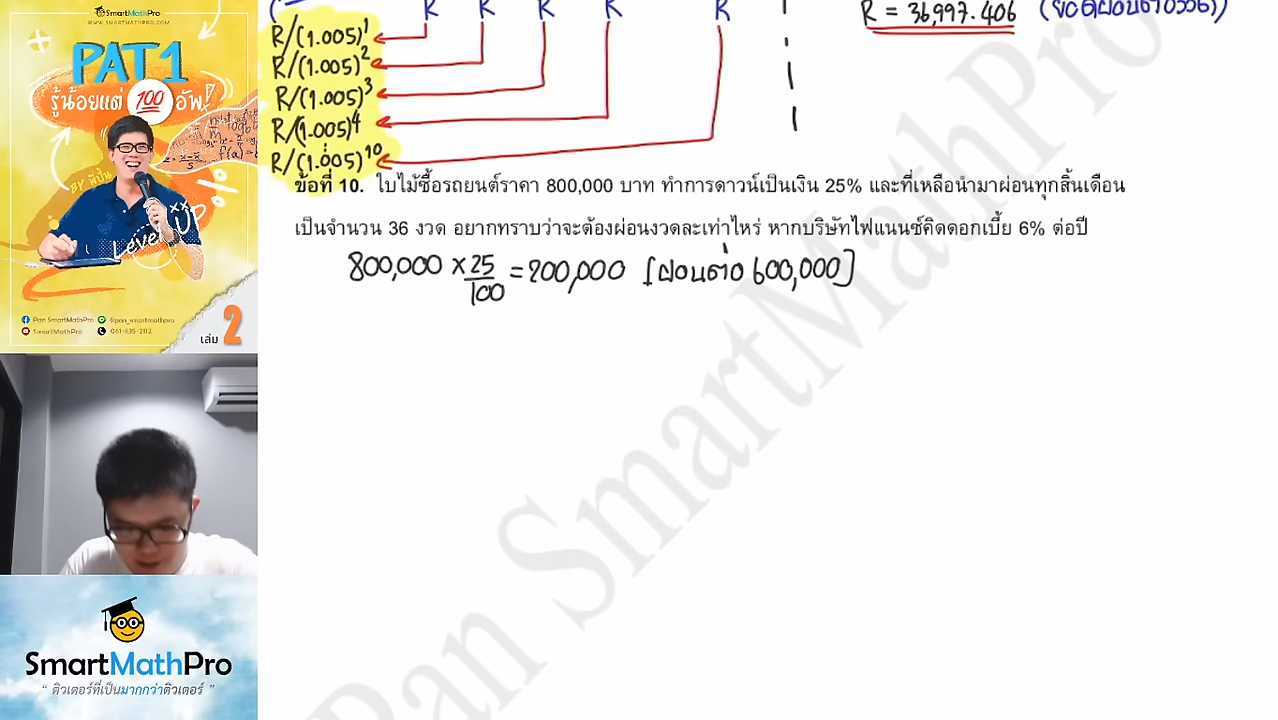 SmartMathPro
WWW.SMARTMATHPRO.COM
PAT 1
รู้น้อยแต่ 100 อัพ!
BY พี่ปั้น
Level UP
Pan SmartMathPro @pan_smartmathpro
SmartMathPro 061-835-2112
เล่ม 2
SmartMathPro
“ ติวเตอร์ที่เป็นมากกว่าติวเตอร์ ”
R R R R R
R/(1.005)¹
R/(1.005)²
R/(1.005)³
R/(1.005)⁴
R/(1.005)¹⁰
R = 36,997.406
ข้อที่ 10. ใบไม้ซื้อรถยนต์ราคา 800,000 บาท ทำการดาวน์เป็นเงิน 25% และที่เหลือนำมาผ่อนทุกสิ้นเดือน
เป็นจำนวน 36 งวด อยากทราบว่าจะต้องผ่อนงวดละเท่าไหร่ หากบริษัทไฟแนนซ์คิดดอกเบี้ย 6% ต่อปี
800,000 × 25/100 = 200,000 [ผ่อนต่อ 600,000]
Pan SmartMathPro